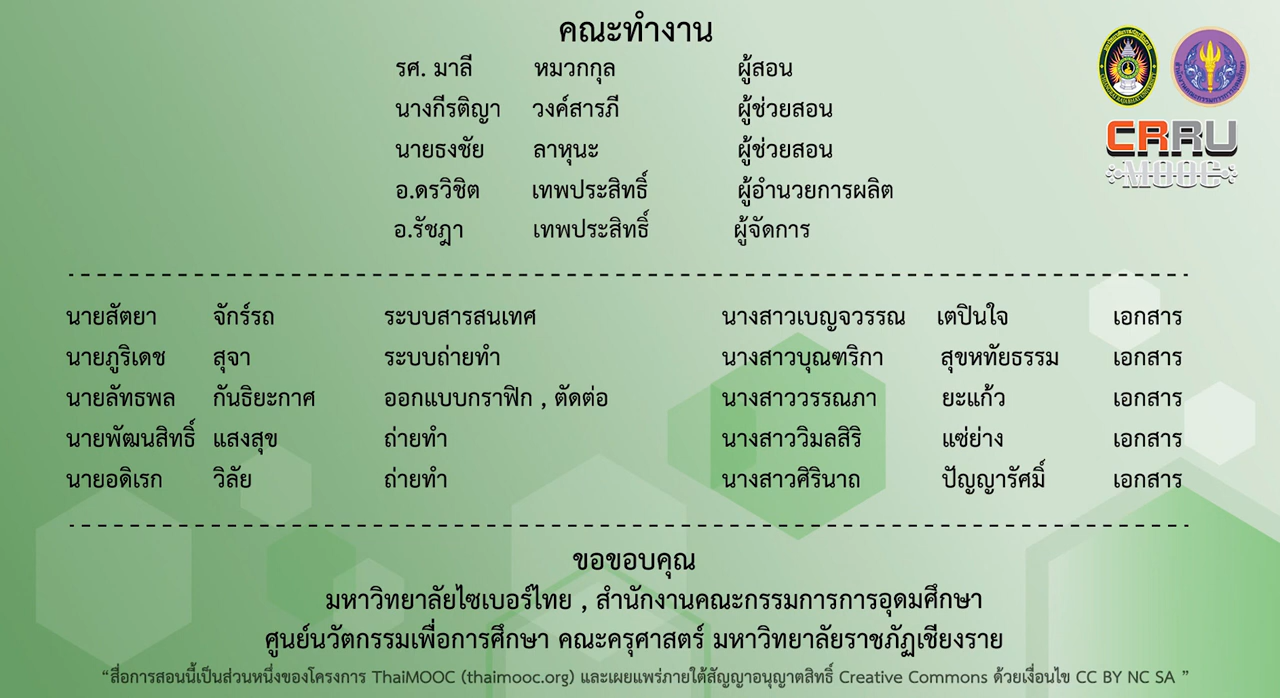 คณะทำงาน
รศ. มาลี หมวกกุล ผู้สอน
นางกีรติญา วงค์สารภี ผู้ช่วยสอน
นายธงชัย ลาหุนะ ผู้ช่วยสอน
อ.ดรวิชิต เทพประสิทธิ์ ผู้อำนวยการผลิต
อ.รัชฎา เทพประสิทธิ์ ผู้จัดการ
CRRU
MOOC
นายสัตยา จักร์รถ ระบบสารสนเทศ นางสาวเบญจวรรณ เตปินใจ เอกสาร
นายภูริเดช สุจา ระบบถ่ายทำ นางสาวบุณฑริกา สุขหทัยธรรม เอกสาร
นายลัทธพล กันธิยะกาศ ออกแบบกราฟิก , ตัดต่อ นางสาววรรณภา ยะแก้ว เอกสาร
นายพัฒนสิทธิ์ แสงสุข ถ่ายทำ นางสาววิมลสิริ แซ่ย่าง เอกสาร
นายอดิเรก วิลัย ถ่ายทำ นางสาวศิรินาถ ปัญญารัศมิ์ เอกสาร
ขอขอบคุณ
มหาวิทยาลัยไซเบอร์ไทย , สำนักงานคณะกรรมการการอุดมศึกษา
ศูนย์นวัตกรรมเพื่อการศึกษา คณะครุศาสตร์ มหาวิทยาลัยราชภัฏเชียงราย
“สื่อการสอนนี้เป็นส่วนหนึ่งของโครงการ ThaiMOOC (thaimooc.org) และเผยแพร่ภายใต้สัญญาอนุญาตสิทธิ์ Creative Commons ด้วยเงื่อนไข CC BY NC SA ”